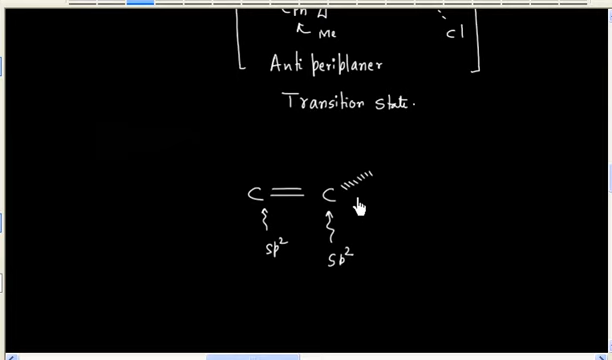 Me
Cl
Anti periplaner
Transition State.
C = C
sp²
sp²